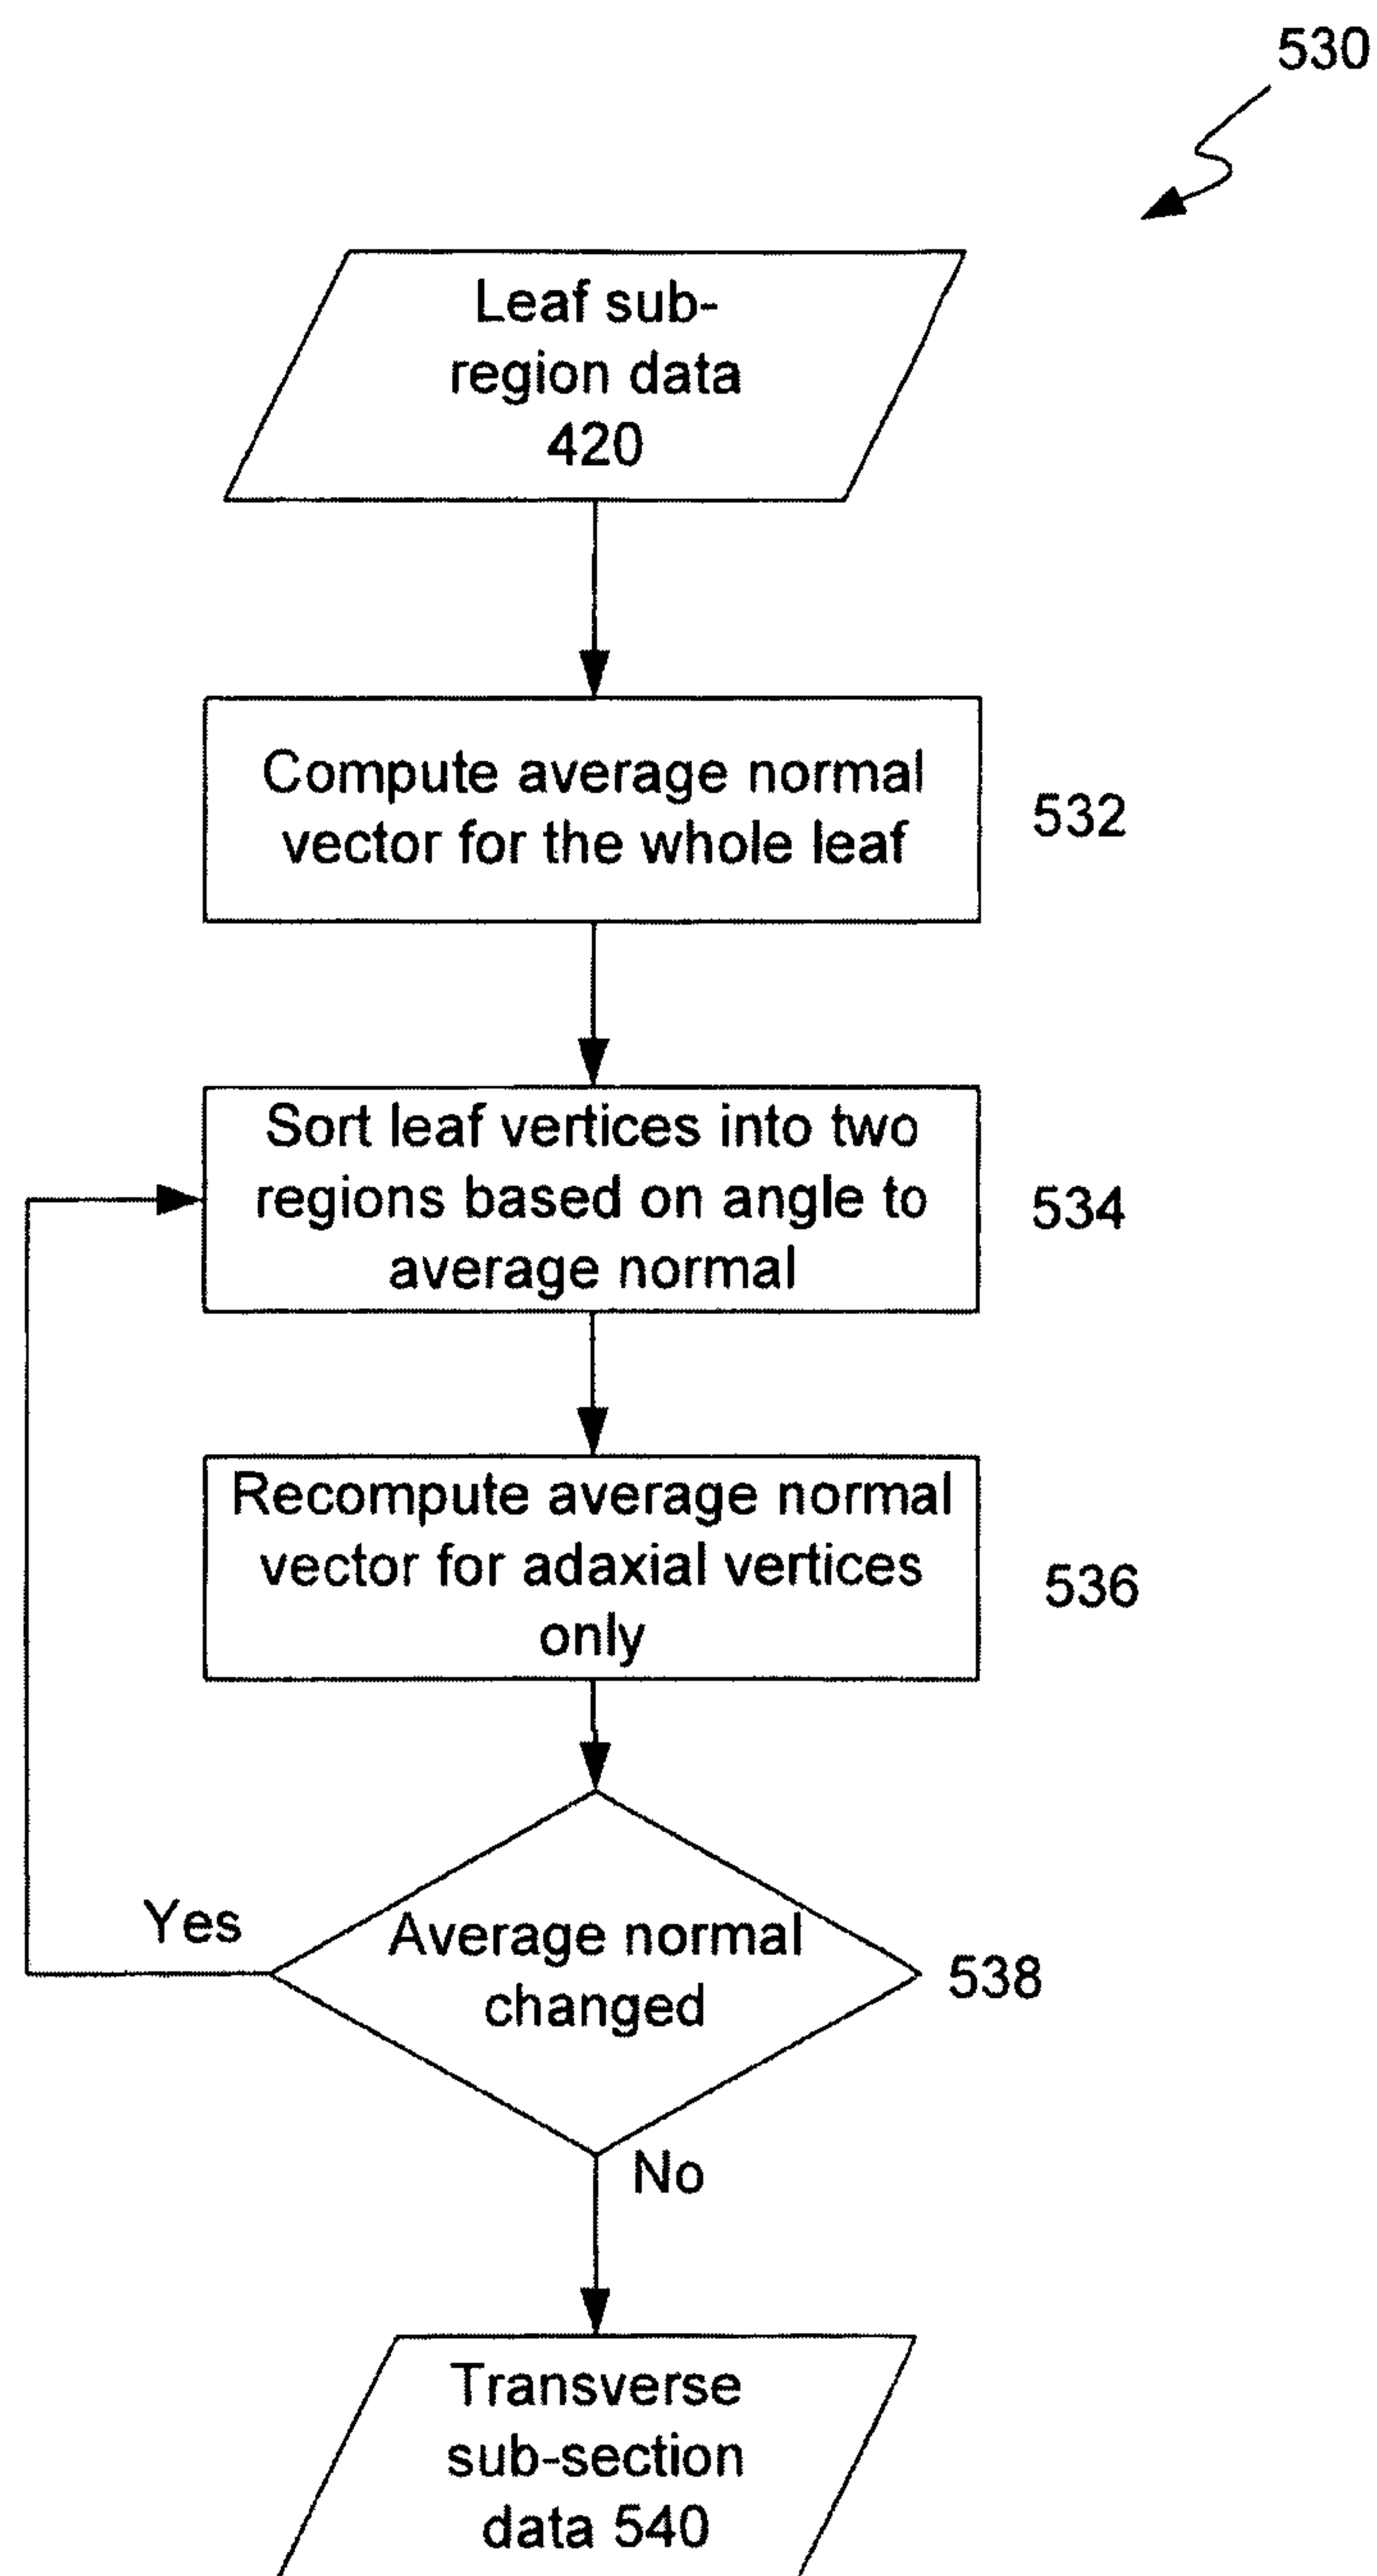 530
Leaf sub-
region data
420
Compute average normal
vector for the whole leaf
532
Sort leaf vertices into two
regions based on angle to
average normal
534
Recompute average normal
vector for adaxial vertices
only
536
Average normal
changed
538
Yes
No
Transverse
sub-section
data 540